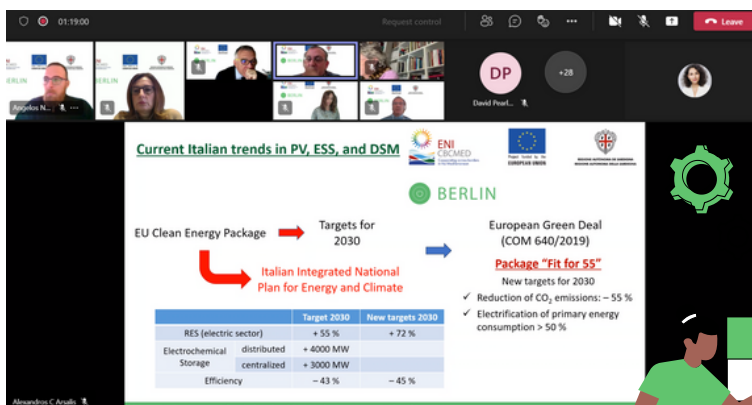 01:19:00
Request control
Leave
Angelos N...
DP
David Pearl...
+28
Current Italian trends in PV, ESS, and DSM
ENI
CBCMED
EUROPEAN UNION
BERLIN
EU Clean Energy Package
Targets for
2030
European Green Deal
(COM 640/2019)
Italian Integrated National
Plan for Energy and Climate
Package “Fit for 55”
New targets for 2030
✓ Reduction of CO₂ emissions: – 55 %
✓ Electrification of primary energy
consumption > 50 %
Target 2030 New targets 2030
RES (electric sector) + 55 % + 72 %
Electrochemical
Storage
distributed + 4000 MW
centralized + 3000 MW
Efficiency – 43 % – 45 %
Alexandros C Arsalis